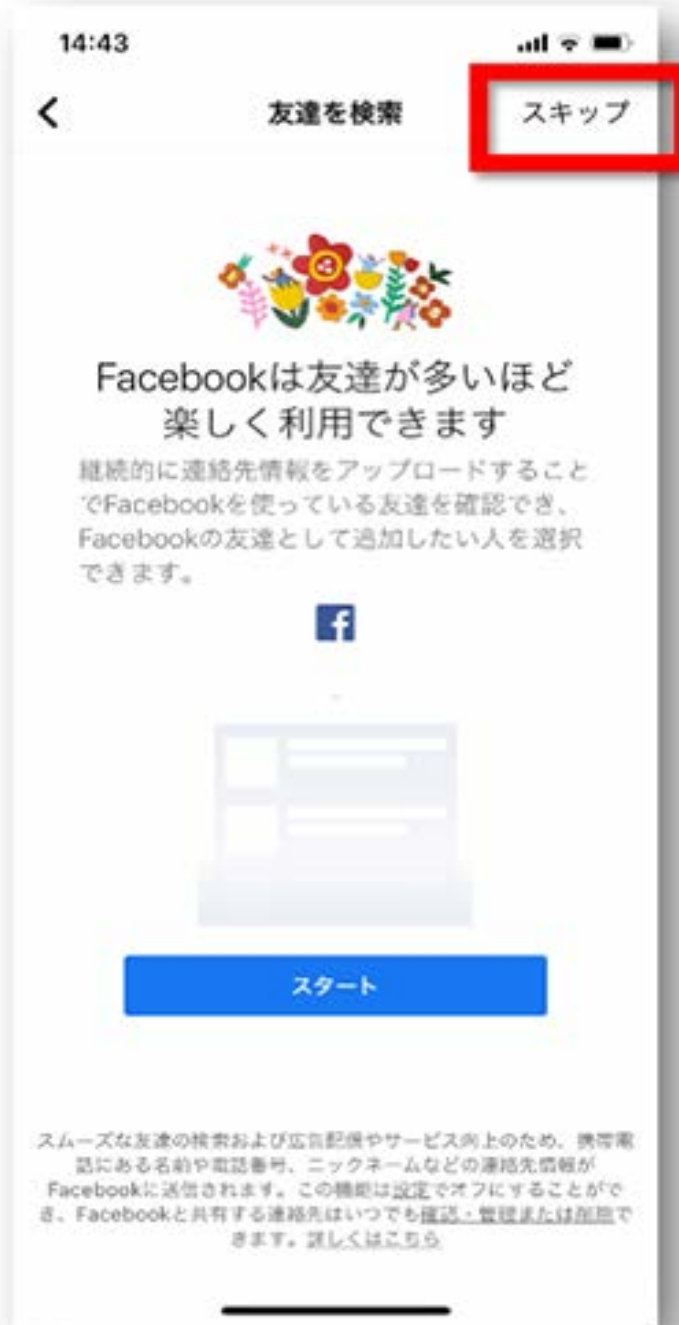 14:43
友達を検索
スキップ
Facebookは友達が多いほど
楽しく利用できます
継続的に連絡先情報をアップロードすること
でFacebookを使っている友達を確認でき、
Facebookの友達として追加したい人を選択
できます。
スタート
スムーズな友達の検索および広告配信やサービス向上のため、携帯電
話にある名前や電話番号、ニックネームなどの連絡先情報が
Facebookに送信されます。この機能は設定でオフにすることがで
き、Facebookと共有する連絡先はいつでも確認・管理または削除で
きます。詳しくはこちら